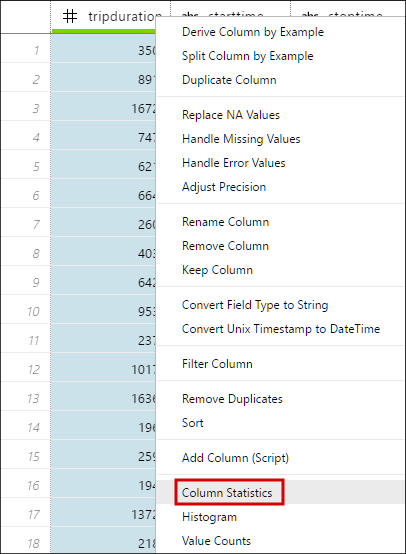 # tripduration abc starttime abc stoptime
1 350
Derive Column by Example
Split Column by Example
2 891
Duplicate Column
3 1672
Replace NA Values
4 747
Handle Missing Values
5 621
Handle Error Values
6 664
Adjust Precision
7 260
Rename Column
8 403
Remove Column
9 642
Keep Column
10 953
Convert Field Type to String
11 237
Convert Unix Timestamp to DateTime
12 1017
Filter Column
13 1636
Remove Duplicates
14 196
Sort
15 259
Add Column (Script)
16 194
Column Statistics
17 1372
Histogram
18 218
Value Counts